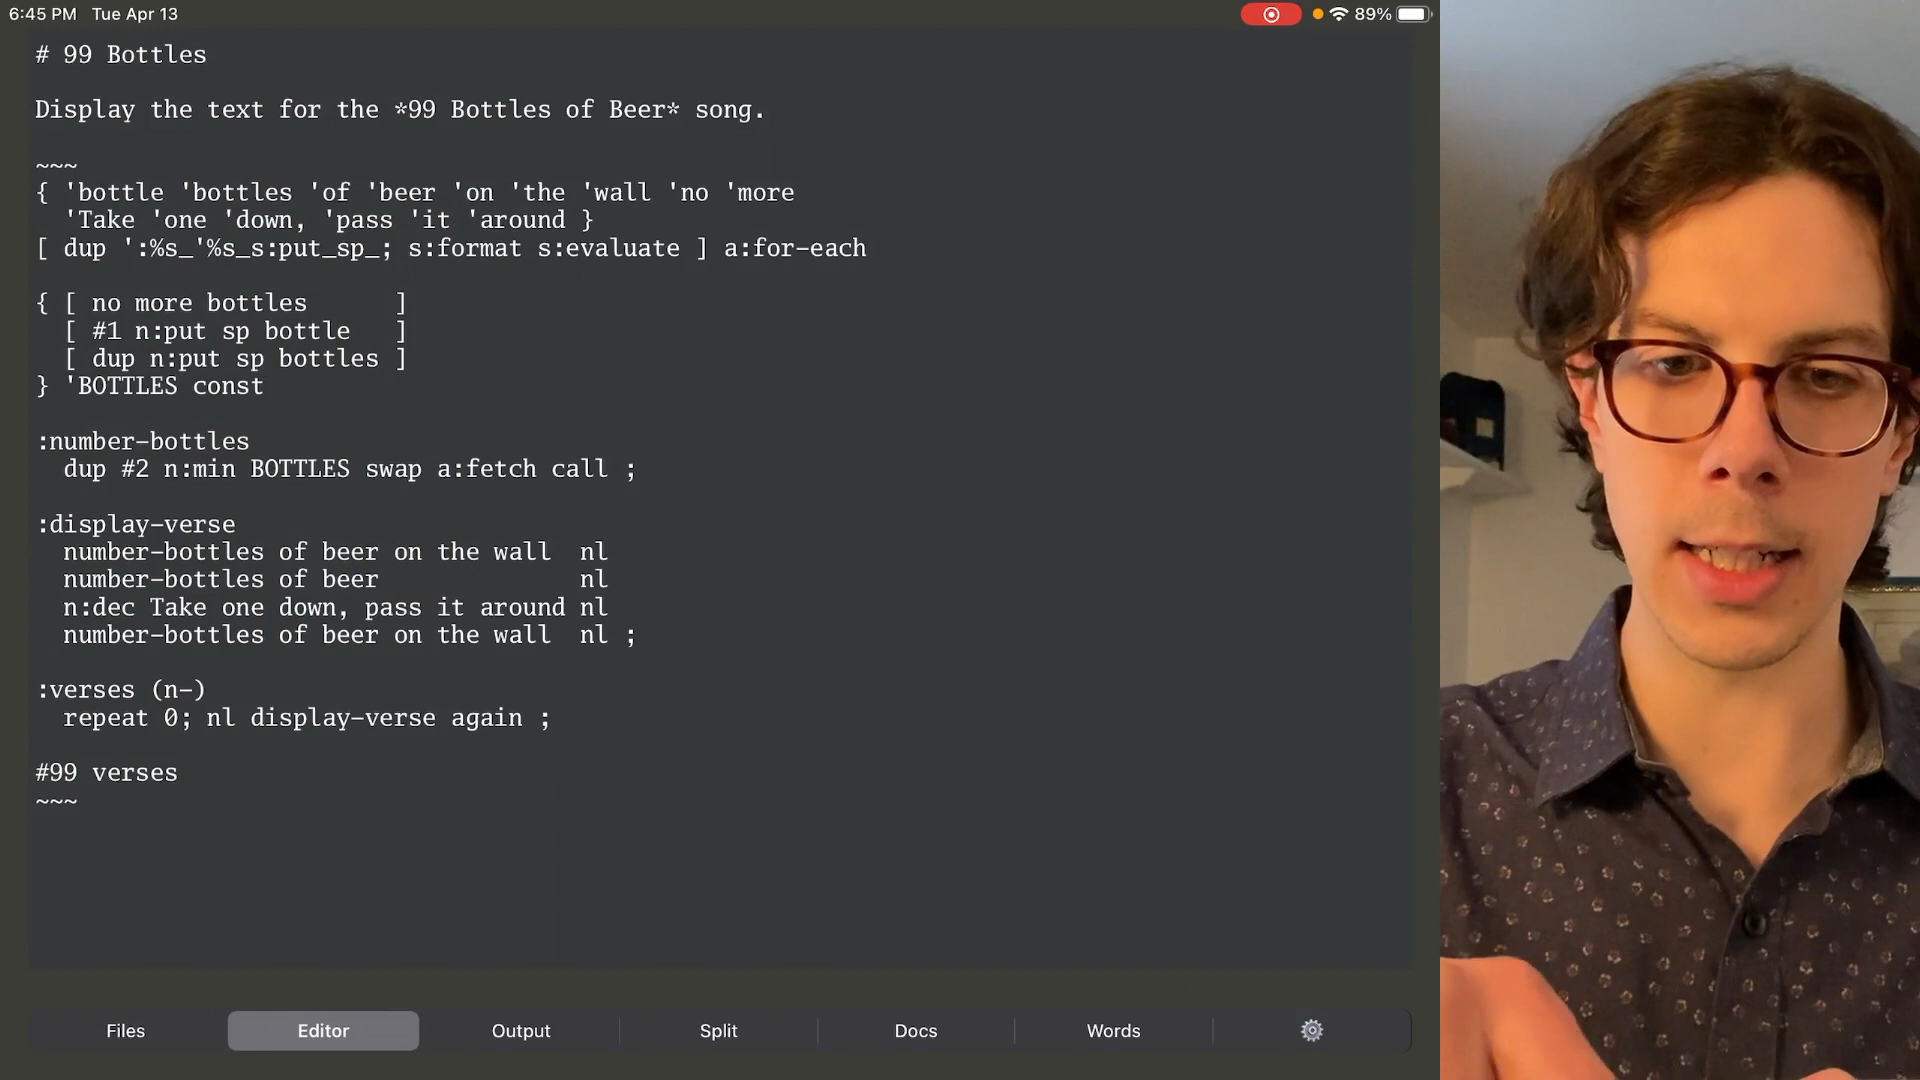 6:45 PM Tue Apr 13
89%
# 99 Bottles
Display the text for the *99 Bottles of Beer* song.
~~~
{ 'bottle 'bottles 'of 'beer 'on 'the 'wall 'no 'more
'Take 'one 'down, 'pass 'it 'around }
[ dup ':%s_'%s_s:put_sp_; s:format s:evaluate ] a:for-each
{ [ no more bottles ]
[ #1 n:put sp bottle ]
[ dup n:put sp bottles ]
} 'BOTTLES const
:number-bottles
dup #2 n:min BOTTLES swap a:fetch call ;
:display-verse
number-bottles of beer on the wall nl
number-bottles of beer nl
n:dec Take one down, pass it around nl
number-bottles of beer on the wall nl ;
:verses (n-)
repeat 0; nl display-verse again ;
#99 verses
~~~
Files Editor Output Split Docs Words